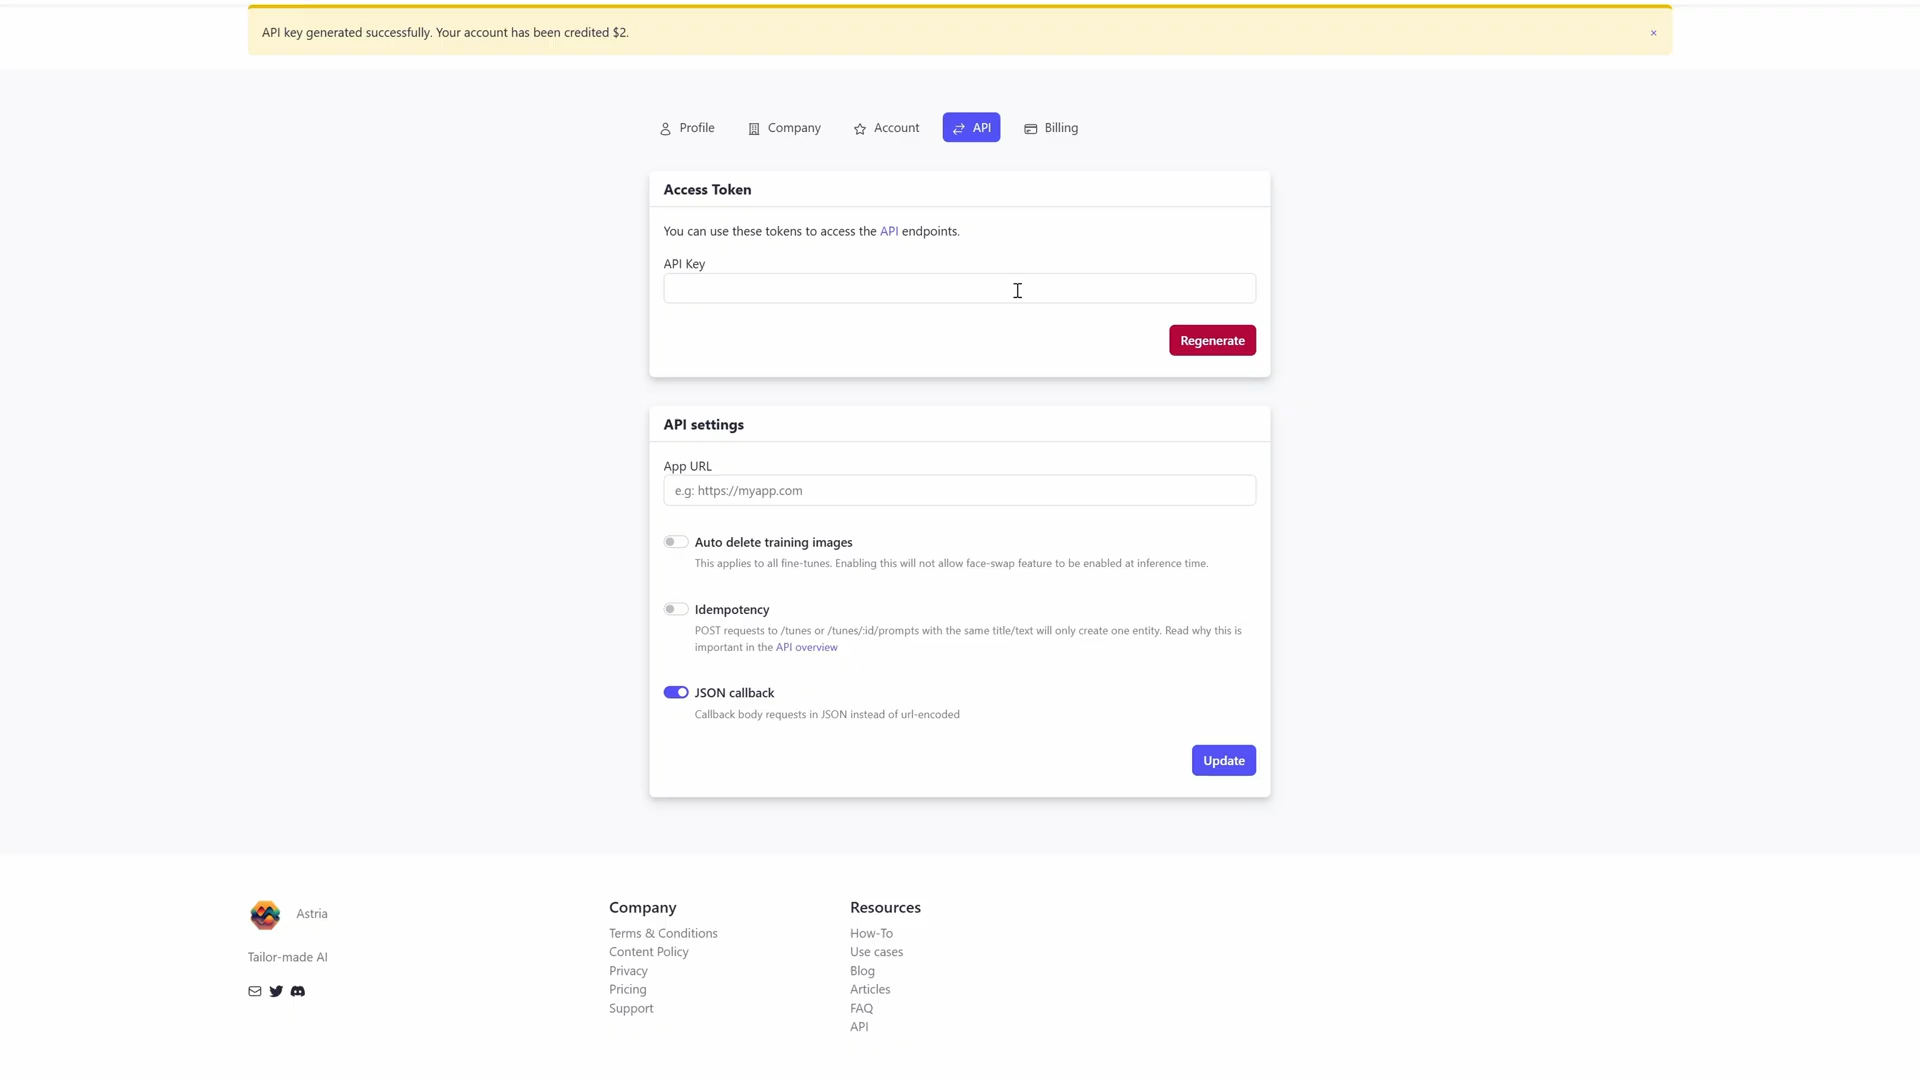 API key generated successfully. Your account has been credited $2.
×
Profile
Company
Account
API
Billing
Access Token
You can use these tokens to access the API endpoints.
API Key
Regenerate
API settings
App URL
e.g: https://myapp.com
Auto delete training images
This applies to all fine-tunes. Enabling this will not allow face-swap feature to be enabled at inference time.
Idempotency
POST requests to /tunes or /tunes/:id/prompts with the same title/text will only create one entity. Read why this is
important in the API overview
JSON callback
Callback body requests in JSON instead of url-encoded
Update
Astria
Tailor-made AI
Company
Terms & Conditions
Content Policy
Privacy
Pricing
Support
Resources
How-To
Use cases
Blog
Articles
FAQ
API